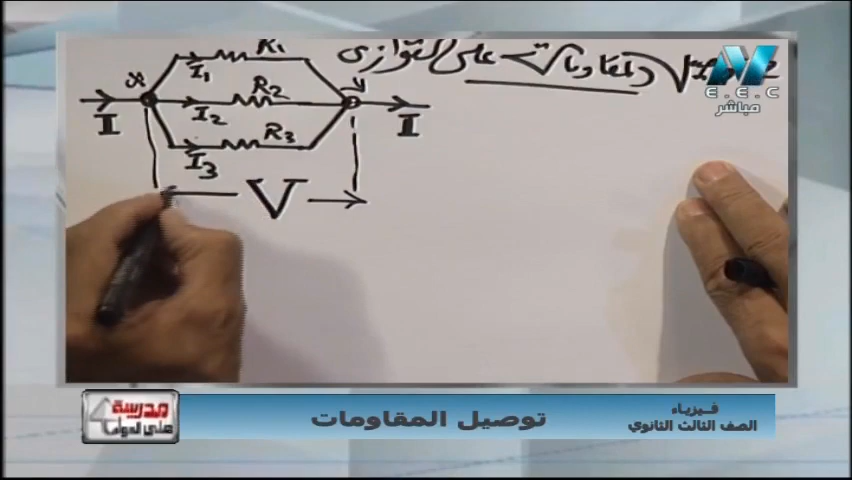 توصيل المقاومات على التوازى
E.E.C
مباشر
R1
I1
x
R2
I2
I
I
R3
I3
V
مدرسة
على الهواء
توصيل المقاومات
فيزياء
الصف الثالث الثانوي